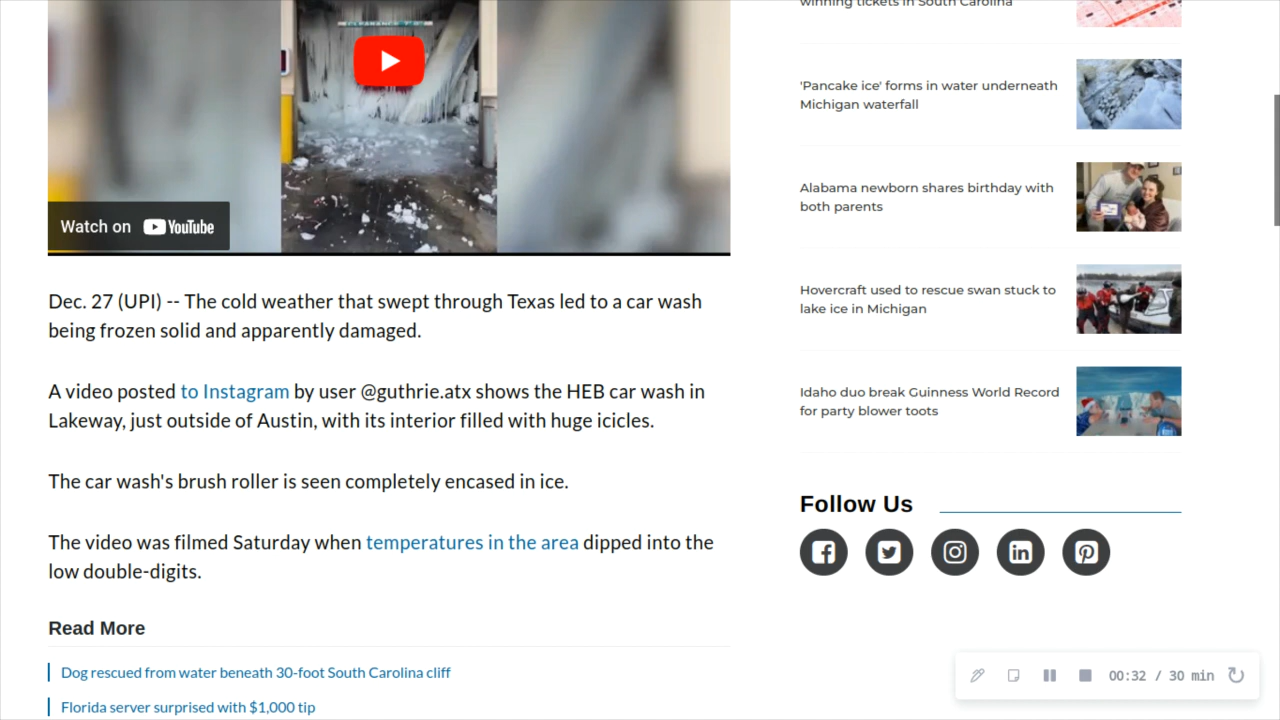 winning tickets in South Carolina
'Pancake ice' forms in water underneath
Michigan waterfall
Alabama newborn shares birthday with
both parents
Watch on YouTube
Dec. 27 (UPI) -- The cold weather that swept through Texas led to a car wash
being frozen solid and apparently damaged.
Hovercraft used to rescue swan stuck to
lake ice in Michigan
A video posted to Instagram by user @guthrie.atx shows the HEB car wash in
Lakeway, just outside of Austin, with its interior filled with huge icicles.
Idaho duo break Guinness World Record
for party blower toots
The car wash's brush roller is seen completely encased in ice.
Follow Us
The video was filmed Saturday when temperatures in the area dipped into the
low double-digits.
Read More
Dog rescued from water beneath 30-foot South Carolina cliff
Florida server surprised with $1,000 tip
00:32 / 30 min